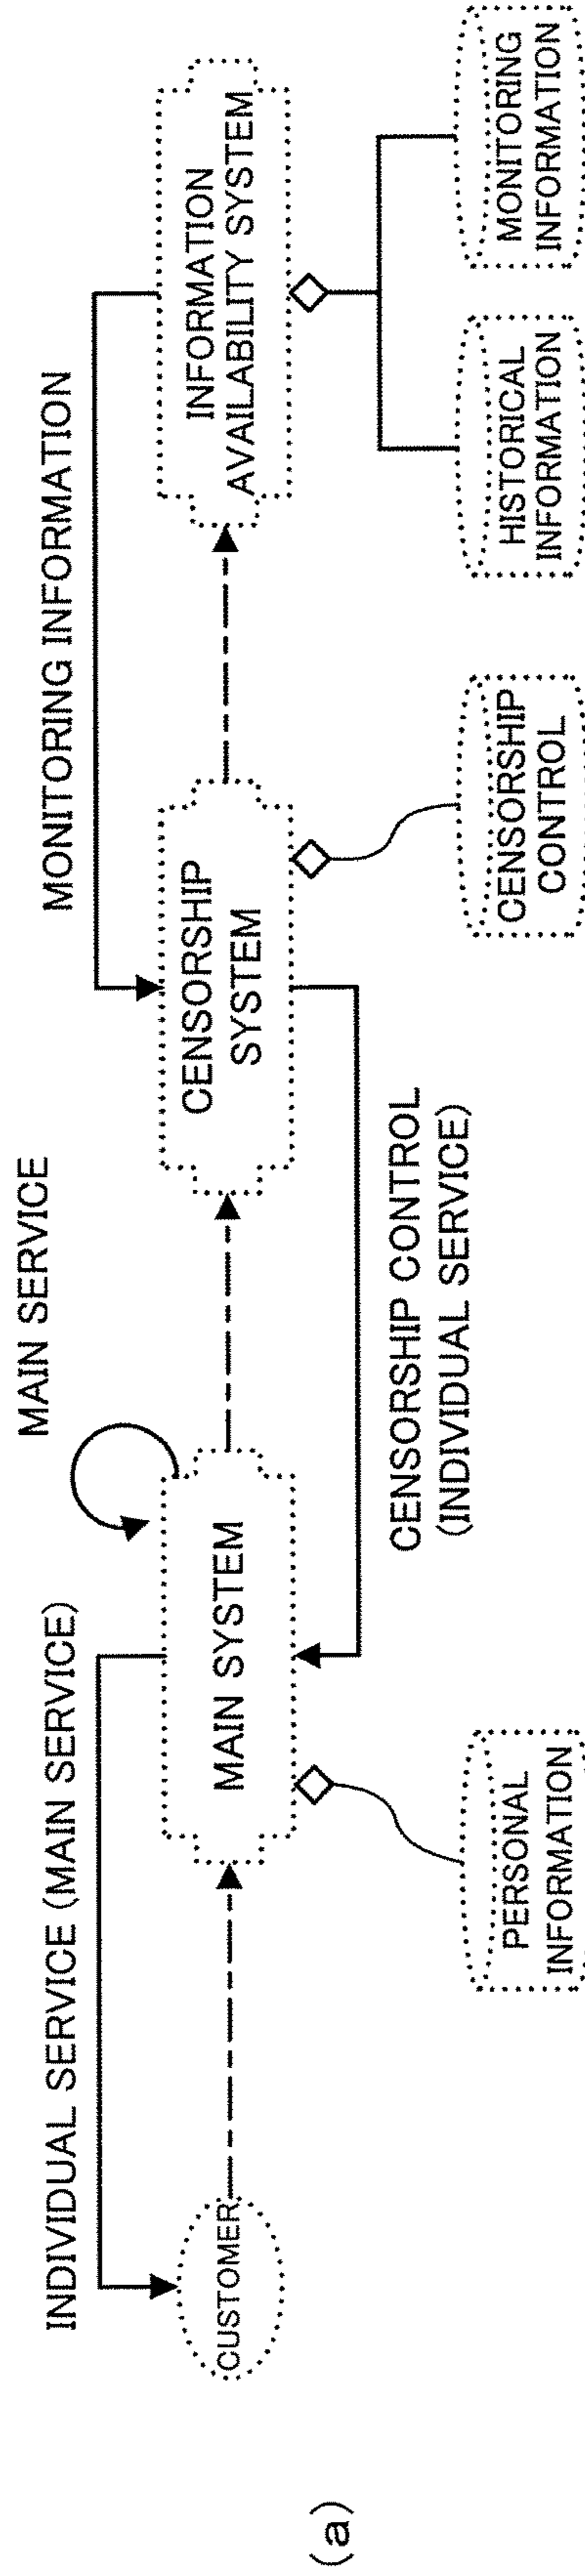 (a)
INDIVIDUAL SERVICE (MAIN SERVICE)
MAIN SERVICE
MONITORING INFORMATION
CUSTOMER
MAIN SYSTEM
CENSORSHIP
SYSTEM
INFORMATION
AVAILABILITY SYSTEM
CENSORSHIP CONTROL
(INDIVIDUAL SERVICE)
PERSONAL
INFORMATION
CENSORSHIP
CONTROL
HISTORICAL
INFORMATION
MONITORING
INFORMATION